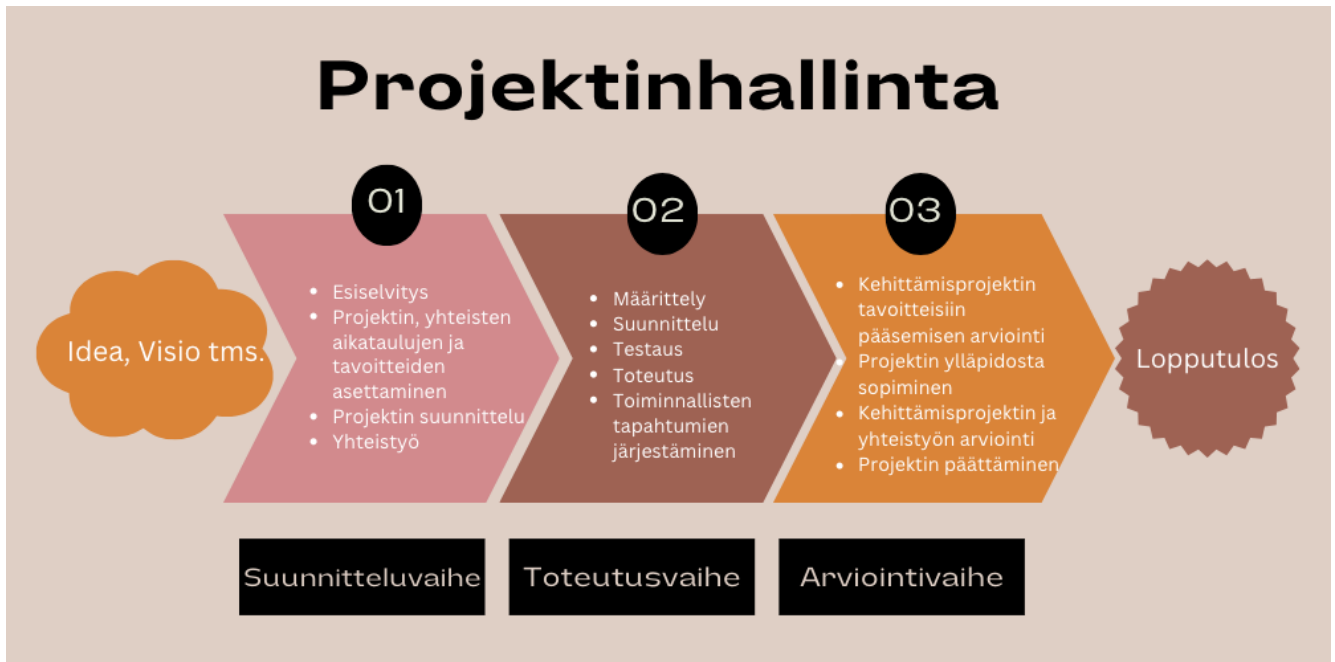 Projektinhallinta
01
02
03
Idea, Visio tms.
• Esiselvitys
• Projektin, yhteisten
aikataulujen ja
tavoitteiden
asettaminen
• Projektin suunnittelu
• Yhteistyö
• Määrittely
• Suunnittelu
• Testaus
• Toteutus
• Toiminnallisten
tapahtumien
järjestäminen
• Kehittämisprojektin
tavoitteisiin
pääsemisen arviointi
• Projektin ylläpidosta
sopiminen
• Kehittämisprojektin ja
yhteistyön arviointi
• Projektin päättäminen
Lopputulos
Suunnitteluvaihe
Toteutusvaihe
Arviointivaihe